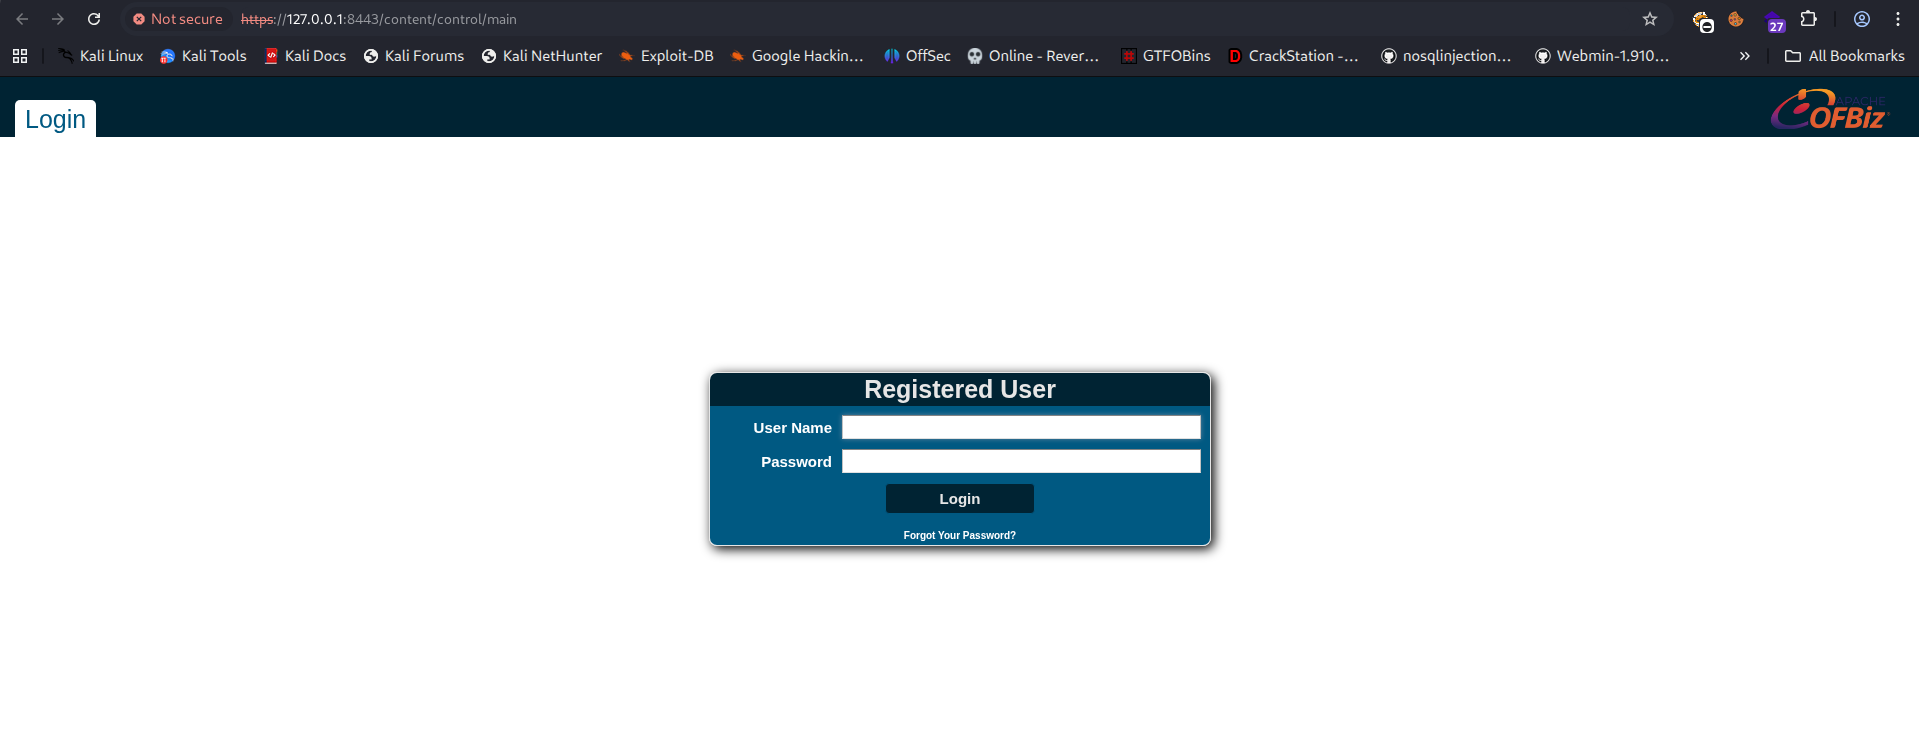 Not secure https://127.0.0.1:8443/content/control/main 27
Kali Linux Kali Tools Kali Docs Kali Forums Kali NetHunter Exploit-DB Google Hackin... OffSec Online - Rever... GTFOBins CrackStation -... nosqlinjection... Webmin-1.910... » All Bookmarks
Login
APACHE
OFBiz
Registered User
User Name
Password
Login
Forgot Your Password?